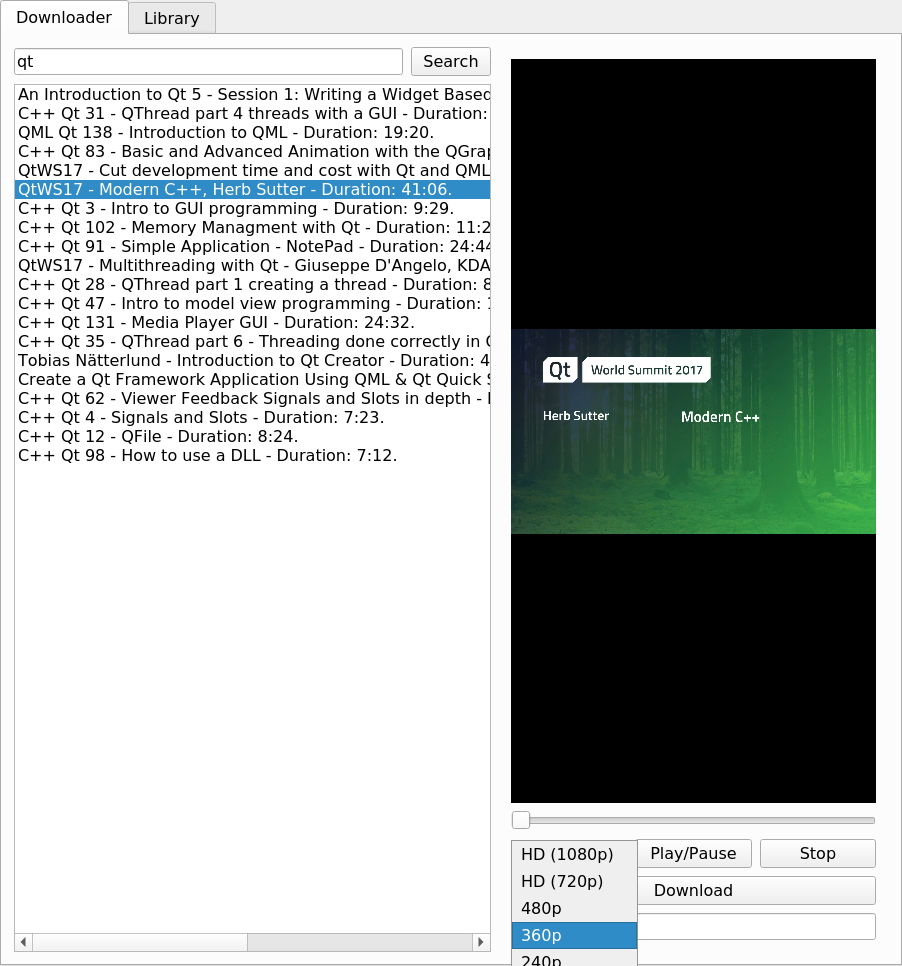 Downloader
Library
qt
Search
An Introduction to Qt 5 - Session 1: Writing a Widget Based
C++ Qt 31 - QThread part 4 threads with a GUI - Duration:
QML Qt 138 - Introduction to QML - Duration: 19:20.
C++ Qt 83 - Basic and Advanced Animation with the QGrap
QtWS17 - Cut development time and cost with Qt and QML
QtWS17 - Modern C++, Herb Sutter - Duration: 41:06.
C++ Qt 3 - Intro to GUI programming - Duration: 9:29.
C++ Qt 102 - Memory Managment with Qt - Duration: 11:2
C++ Qt 91 - Simple Application - NotePad - Duration: 24:44
QtWS17 - Multithreading with Qt - Giuseppe D'Angelo, KDA
C++ Qt 28 - QThread part 1 creating a thread - Duration: 8
C++ Qt 47 - Intro to model view programming - Duration:
C++ Qt 131 - Media Player GUI - Duration: 24:32.
C++ Qt 35 - QThread part 6 - Threading done correctly in
Tobias Nätterlund - Introduction to Qt Creator - Duration: 4
Create a Qt Framework Application Using QML & Qt Quick
C++ Qt 62 - Viewer Feedback Signals and Slots in depth -
C++ Qt 4 - Signals and Slots - Duration: 7:23.
C++ Qt 12 - QFile - Duration: 8:24.
C++ Qt 98 - How to use a DLL - Duration: 7:12.
Qt World Summit 2017
Herb Sutter
Modern C++
HD (1080p)
HD (720p)
480p
360p
240p
Play/Pause
Stop
Download